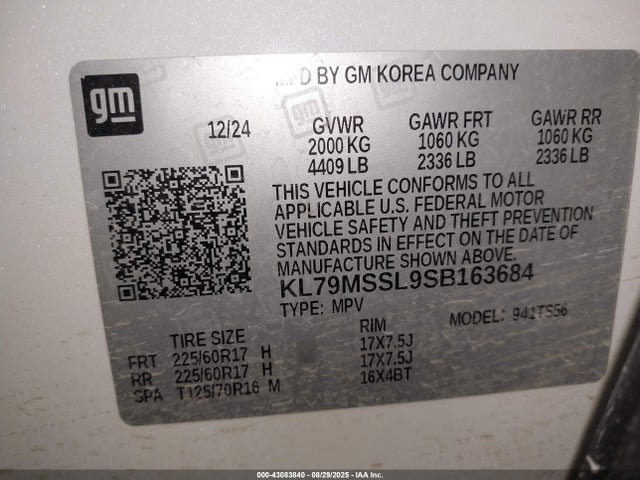 gm
MFD BY GM KOREA COMPANY
12/24 GVWR GAWR FRT GAWR RR
2000 KG 1060 KG 1060 KG
4409 LB 2336 LB 2336 LB
THIS VEHICLE CONFORMS TO ALL
APPLICABLE U.S. FEDERAL MOTOR
VEHICLE SAFETY AND THEFT PREVENTION
STANDARDS IN EFFECT ON THE DATE OF
MANUFACTURE SHOWN ABOVE.
KL79MSSL9SB163684
TYPE: MPV MODEL: 941TS56
TIRE SIZE RIM
FRT 225/60R17 H 17X7.5J
RR 225/60R17 H 17X7.5J
SPA T125/70R16 M 16X4BT
000-43083840 - 08/29/2025 - IAA Inc.